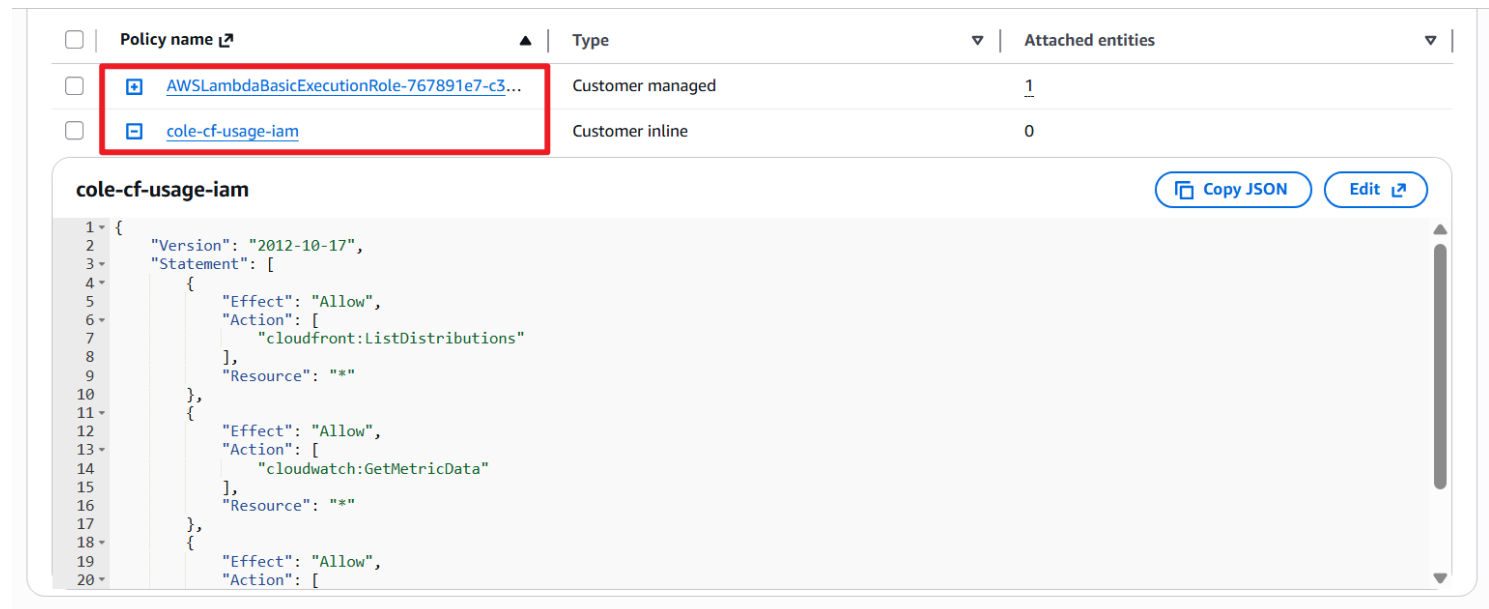 Policy name Type Attached entities
AWSLambdaBasicExecutionRole-767891e7-c3... Customer managed 1
cole-cf-usage-iam Customer inline 0
cole-cf-usage-iam Copy JSON Edit
1 {
2     "Version": "2012-10-17",
3     "Statement": [
4         {
5             "Effect": "Allow",
6             "Action": [
7                 "cloudfront:ListDistributions"
8             ],
9             "Resource": "*"
10         },
11         {
12             "Effect": "Allow",
13             "Action": [
14                 "cloudwatch:GetMetricData"
15             ],
16             "Resource": "*"
17         },
18         {
19             "Effect": "Allow",
20             "Action": [